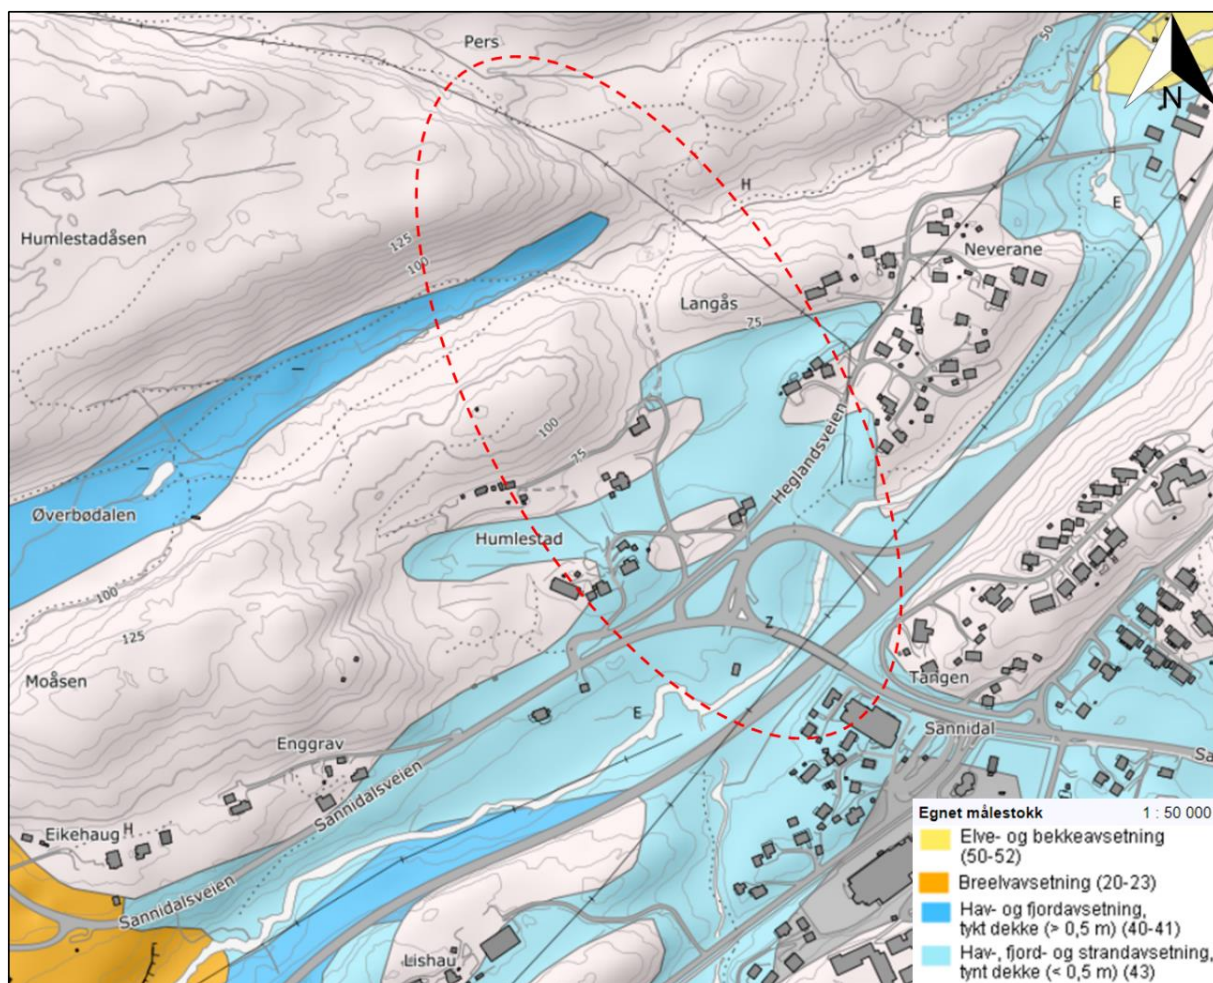 Pers
50
N
H
E
Humlestadåsen
125
100
Neverane
Langås
75
100
75
Heglandsveien
Øverbødalen
Humlestad
100
125
Z
Moåsen
Tangen
E
Sannidal
Enggrav
Sa
Sannidalsveien
Eikehaug H
Sannidalsveien
Lishau
Egnet målestokk 1 : 50 000
Elve- og bekkeavsetning
(50-52)
Breelvavsetning (20-23)
Hav- og fjordavsetning,
tykt dekke (> 0,5 m) (40-41)
Hav-, fjord- og strandavsetning,
tynt dekke (< 0,5 m) (43)